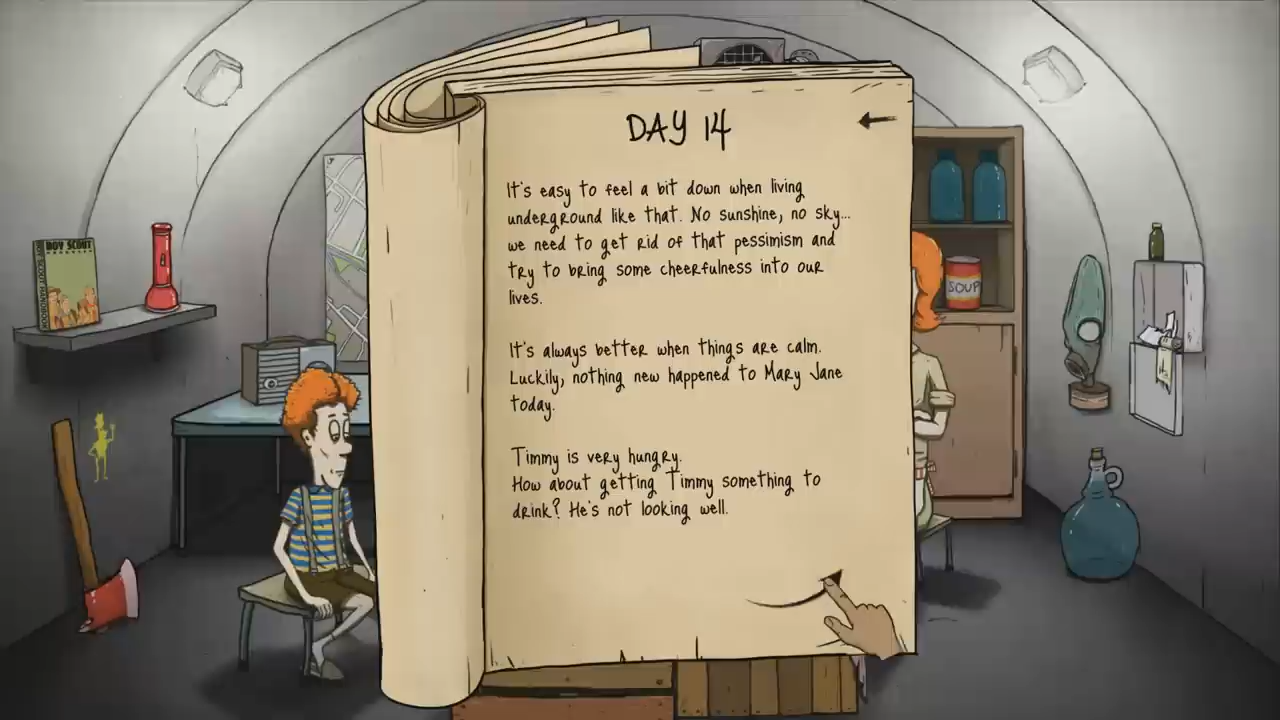 DAY 14
It's easy to feel a bit down when living
underground like that. No sunshine, no sky...
we need to get rid of that pessimism and
try to bring some cheerfulness into our
lives.
It's always better when things are calm.
Luckily, nothing new happened to Mary Jane
today.
Timmy is very hungry.
How about getting Timmy something to
drink? He's not looking well.
BOY SCOUT
BOY SCOUT HANDBOOK
SOUP